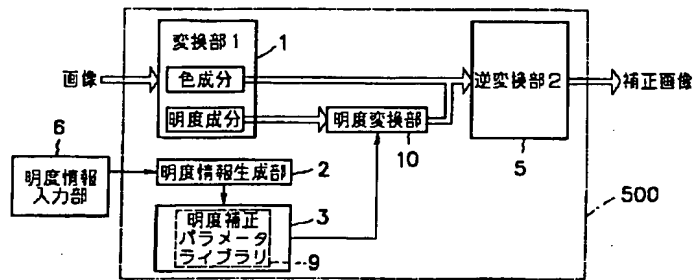 画像
変換部1
色成分
明度成分
1
明度変換部
10
逆変換部2
5
補正画像
6
明度情報
入力部
明度情報生成部
2
明度補正
パラメータ
ライブラリ
3
9
500